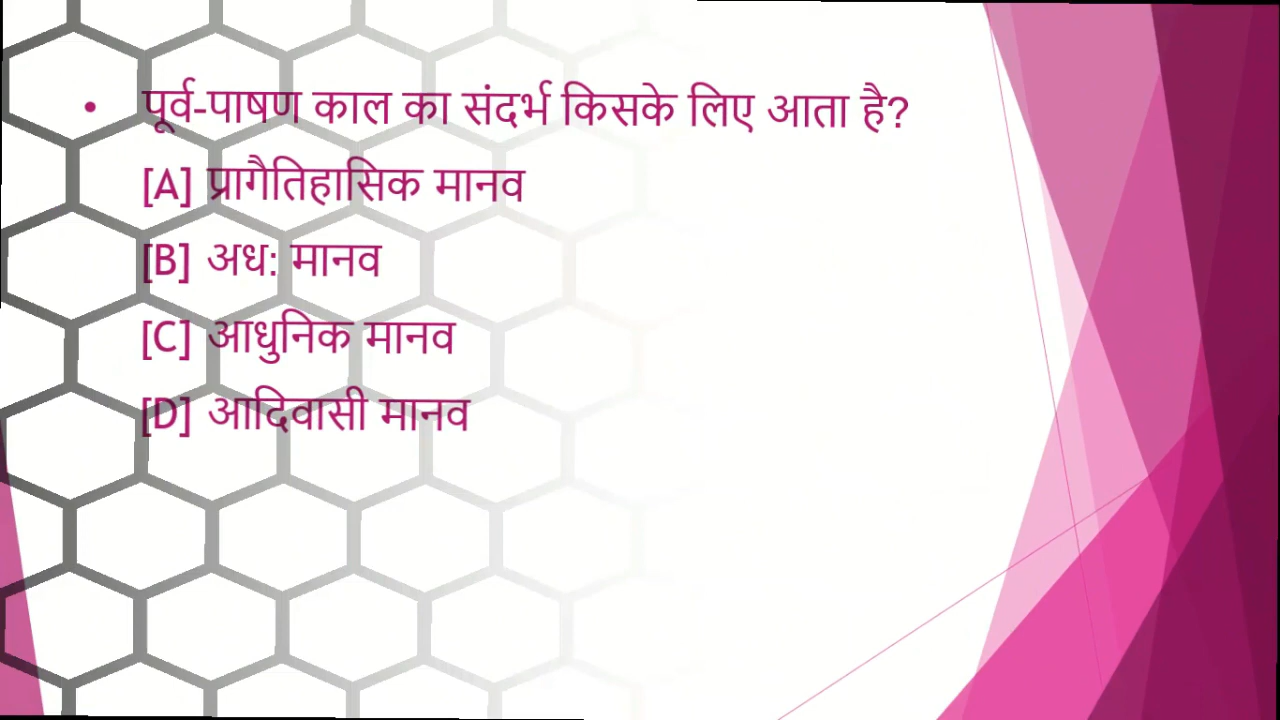 • पूर्व-पाषण काल का संदर्भ किसके लिए आता है?
[A] प्रागैतिहासिक मानव
[B] अध: मानव
[C] आधुनिक मानव
[D] आदिवासी मानव